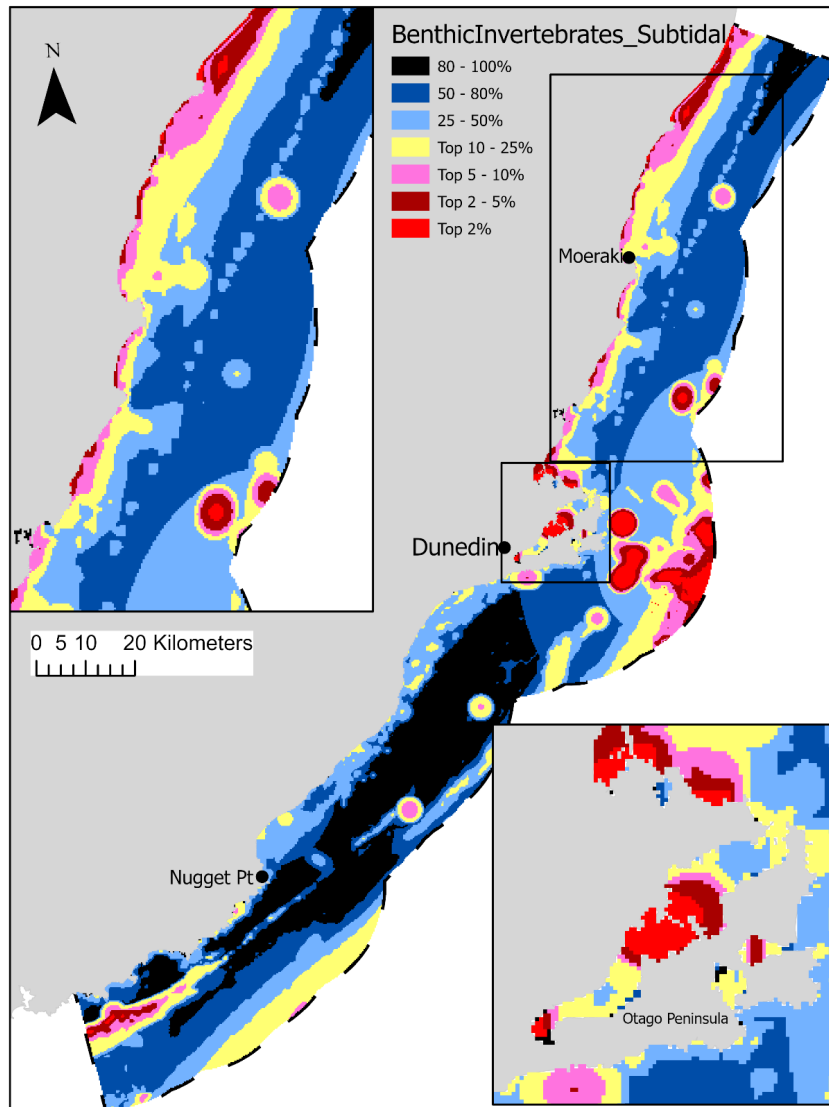 N
BenthicInvertebrates_Subtidal
80 - 100%
50 - 80%
25 - 50%
Top 10 - 25%
Top 5 - 10%
Top 2 - 5%
Top 2%
Moeraki
Dunedin
0 5 10 20 Kilometers
Nugget Pt
Otago Peninsula